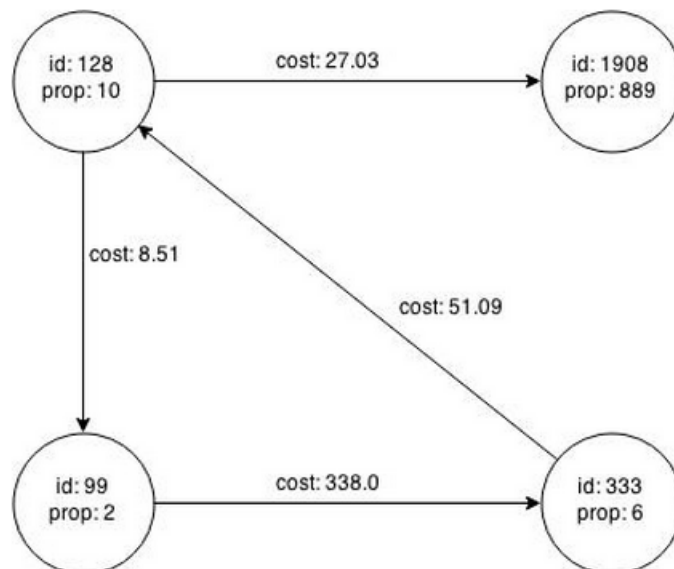 id: 128
prop: 10
cost: 27.03
id: 1908
prop: 889
cost: 8.51
cost: 51.09
id: 99
prop: 2
cost: 338.0
id: 333
prop: 6